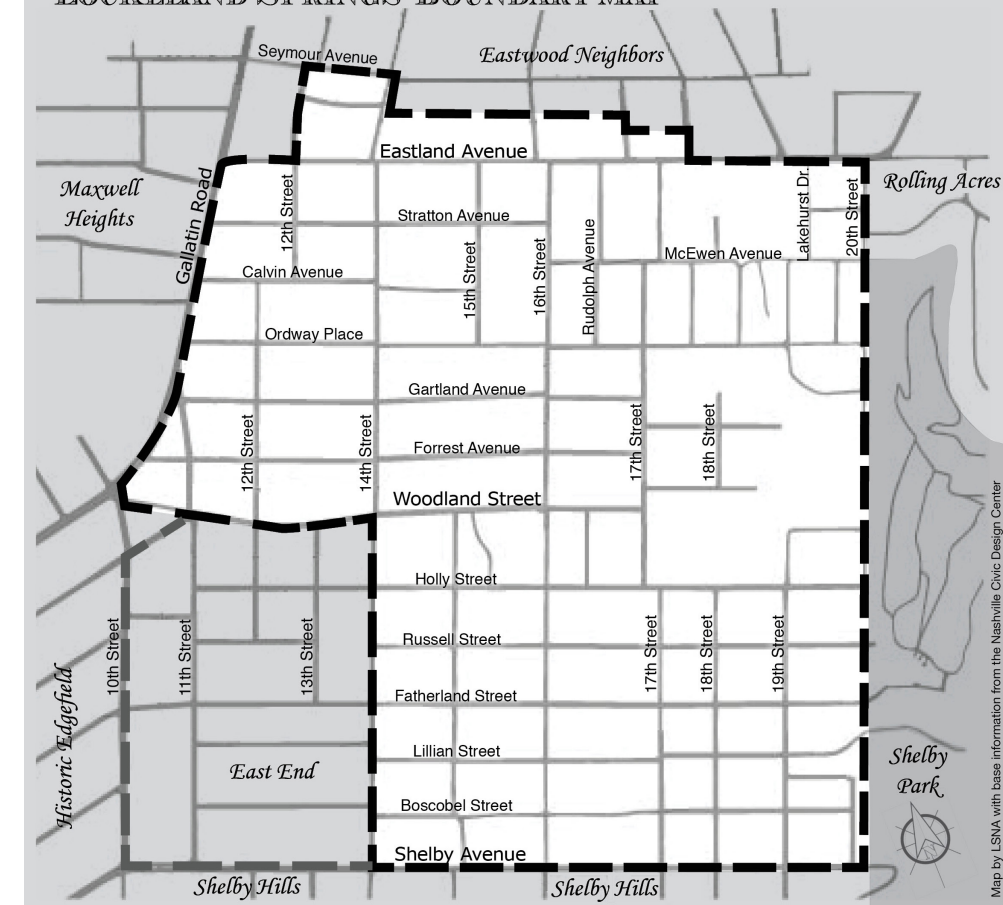 LOCKELAND SPRINGS BOUNDARY MAP
Seymour Avenue
Eastwood Neighbors
Eastland Avenue
Maxwell
Heights
Gallatin Road
12th Street
Stratton Avenue
Rolling Acres
Lakehurst Dr.
20th Street
Calvin Avenue
15th Street
16th Street
Rudolph Avenue
McEwen Avenue
Ordway Place
Gartland Avenue
12th Street
14th Street
Forrest Avenue
17th Street
18th Street
Woodland Street
Holly Street
10th Street
11th Street
13th Street
Russell Street
17th Street
18th Street
19th Street
Fatherland Street
Historic Edgefield
East End
Lillian Street
Shelby
Park
Boscobel Street
Shelby Avenue
Shelby Hills
Shelby Hills
Map by LSNA with base information from the Nashville Civic Design Center